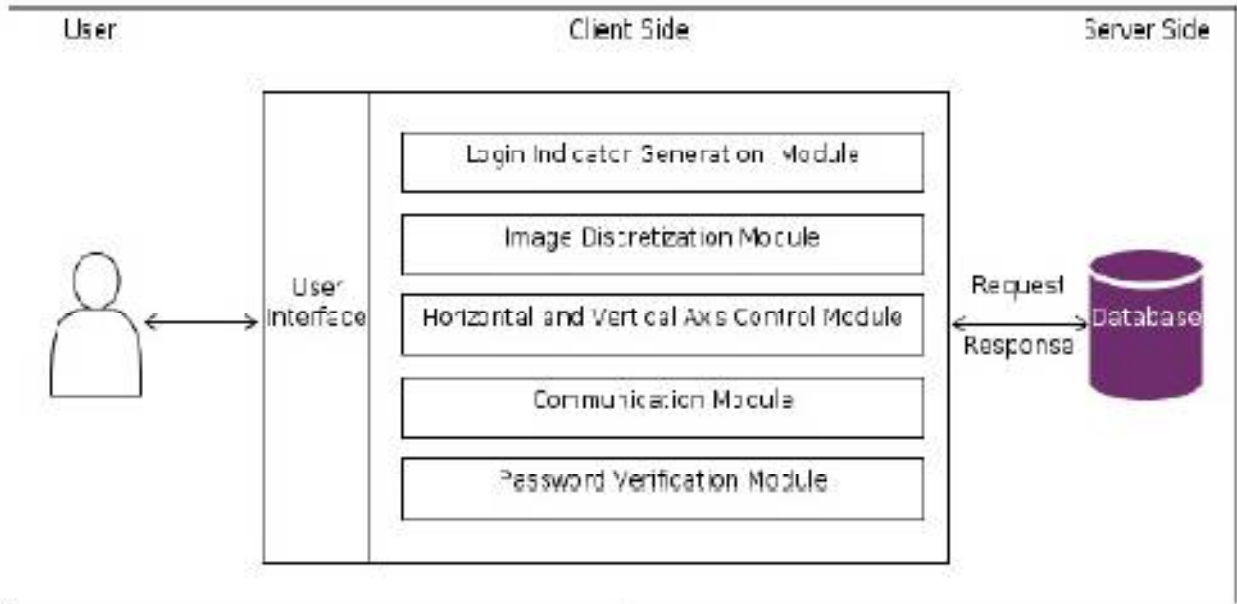 User
Client Side
Server Side
Login Indicator Generation Module
Image Discretization Module
User
Interface
Horizontal and Vertical Axis Control Module
Request
Response
Database
Communication Module
Password Verification Module